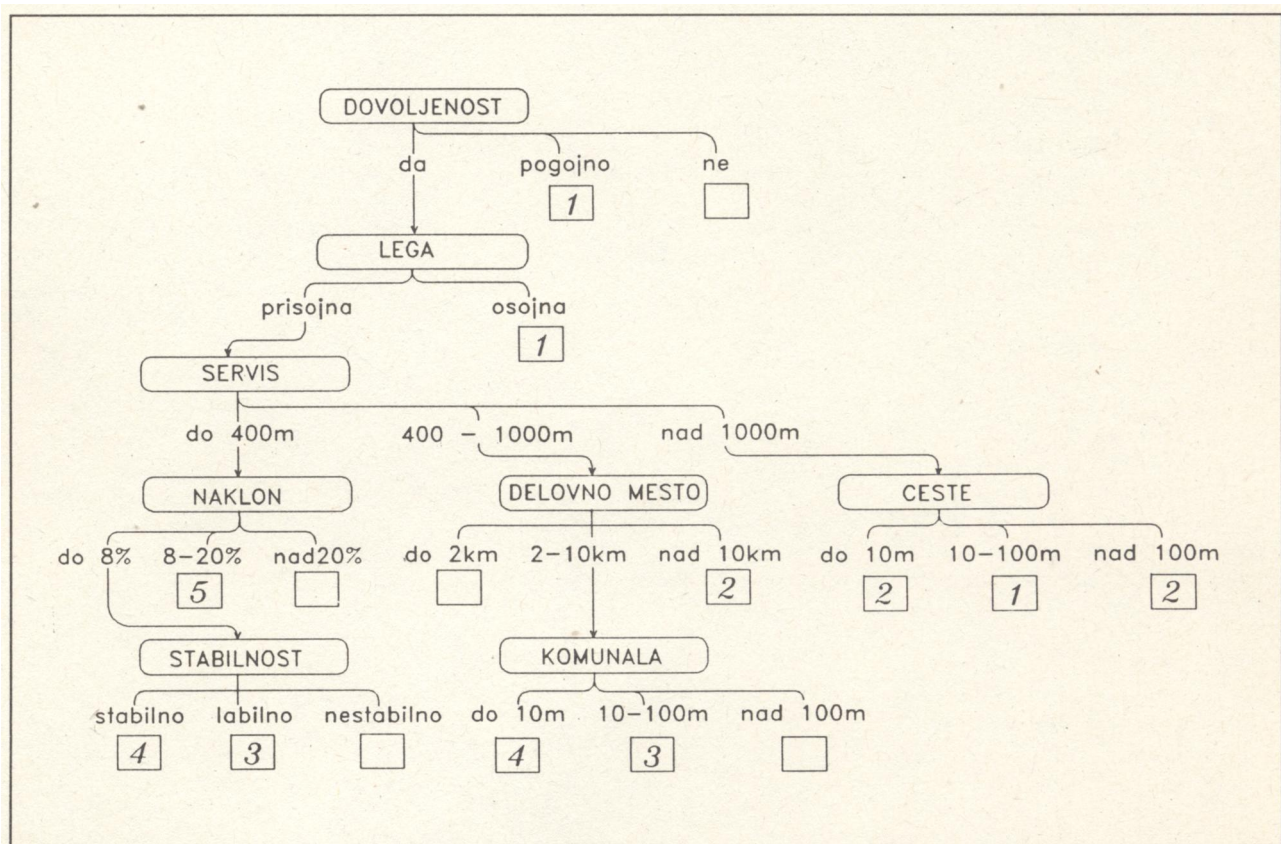 DOVOLJENOST
da pogojno ne
1
LEGA
prisojna osojna
1
SERVIS
do 400m 400 - 1000m nad 1000m
NAKLON DELOVNO MESTO CESTE
do 8% 8-20% nad20% do 2km 2-10km nad 10km do 10m 10-100m nad 100m
5 2 2 1 2
STABILNOST KOMUNALA
stabilno labilno nestabilno do 10m 10-100m nad 100m
4 3 4 3